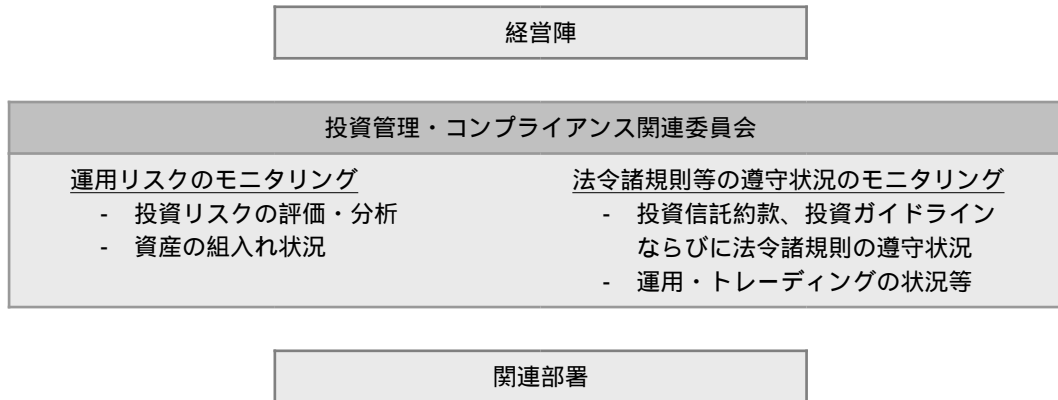 経営陣
投資管理・コンプライアンス関連委員会
運用リスクのモニタリング
- 投資リスクの評価・分析
- 資産の組入れ状況
法令諸規則等の遵守状況のモニタリング
- 投資信託約款、投資ガイドライン
ならびに法令諸規則の遵守状況
- 運用・トレーディングの状況等
関連部署